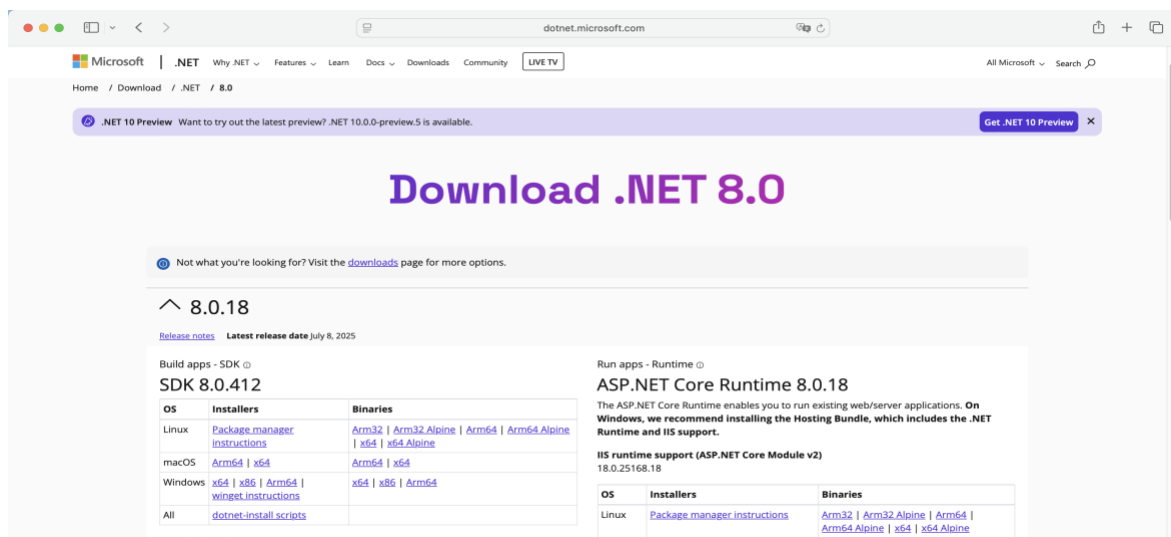 dotnet.microsoft.com
Microsoft | .NET Why .NET Features Learn Docs Downloads Community LIVE TV All Microsoft Search
Home / Download / .NET / 8.0
.NET 10 Preview Want to try out the latest preview? .NET 10.0.0-preview.5 is available. Get .NET 10 Preview
Download .NET 8.0
Not what you're looking for? Visit the downloads page for more options.
8.0.18
Release notes Latest release date July 8, 2025
Build apps - SDK
SDK 8.0.412
OS Installers Binaries
Linux Package manager instructions Arm32 | Arm32 Alpine | Arm64 | Arm64 Alpine
| x64 | x64 Alpine
macOS Arm64 | x64 Arm64 | x64
Windows x64 | x86 | Arm64 | x64 | x86 | Arm64
winget instructions
All dotnet-install scripts
Run apps - Runtime
ASP.NET Core Runtime 8.0.18
The ASP.NET Core Runtime enables you to run existing web/server applications. On
Windows, we recommend installing the Hosting Bundle, which includes the .NET
Runtime and IIS support.
IIS runtime support (ASP.NET Core Module v2)
18.0.25168.18
OS Installers Binaries
Linux Package manager instructions Arm32 | Arm32 Alpine | Arm64 |
Arm64 Alpine | x64 | x64 Alpine